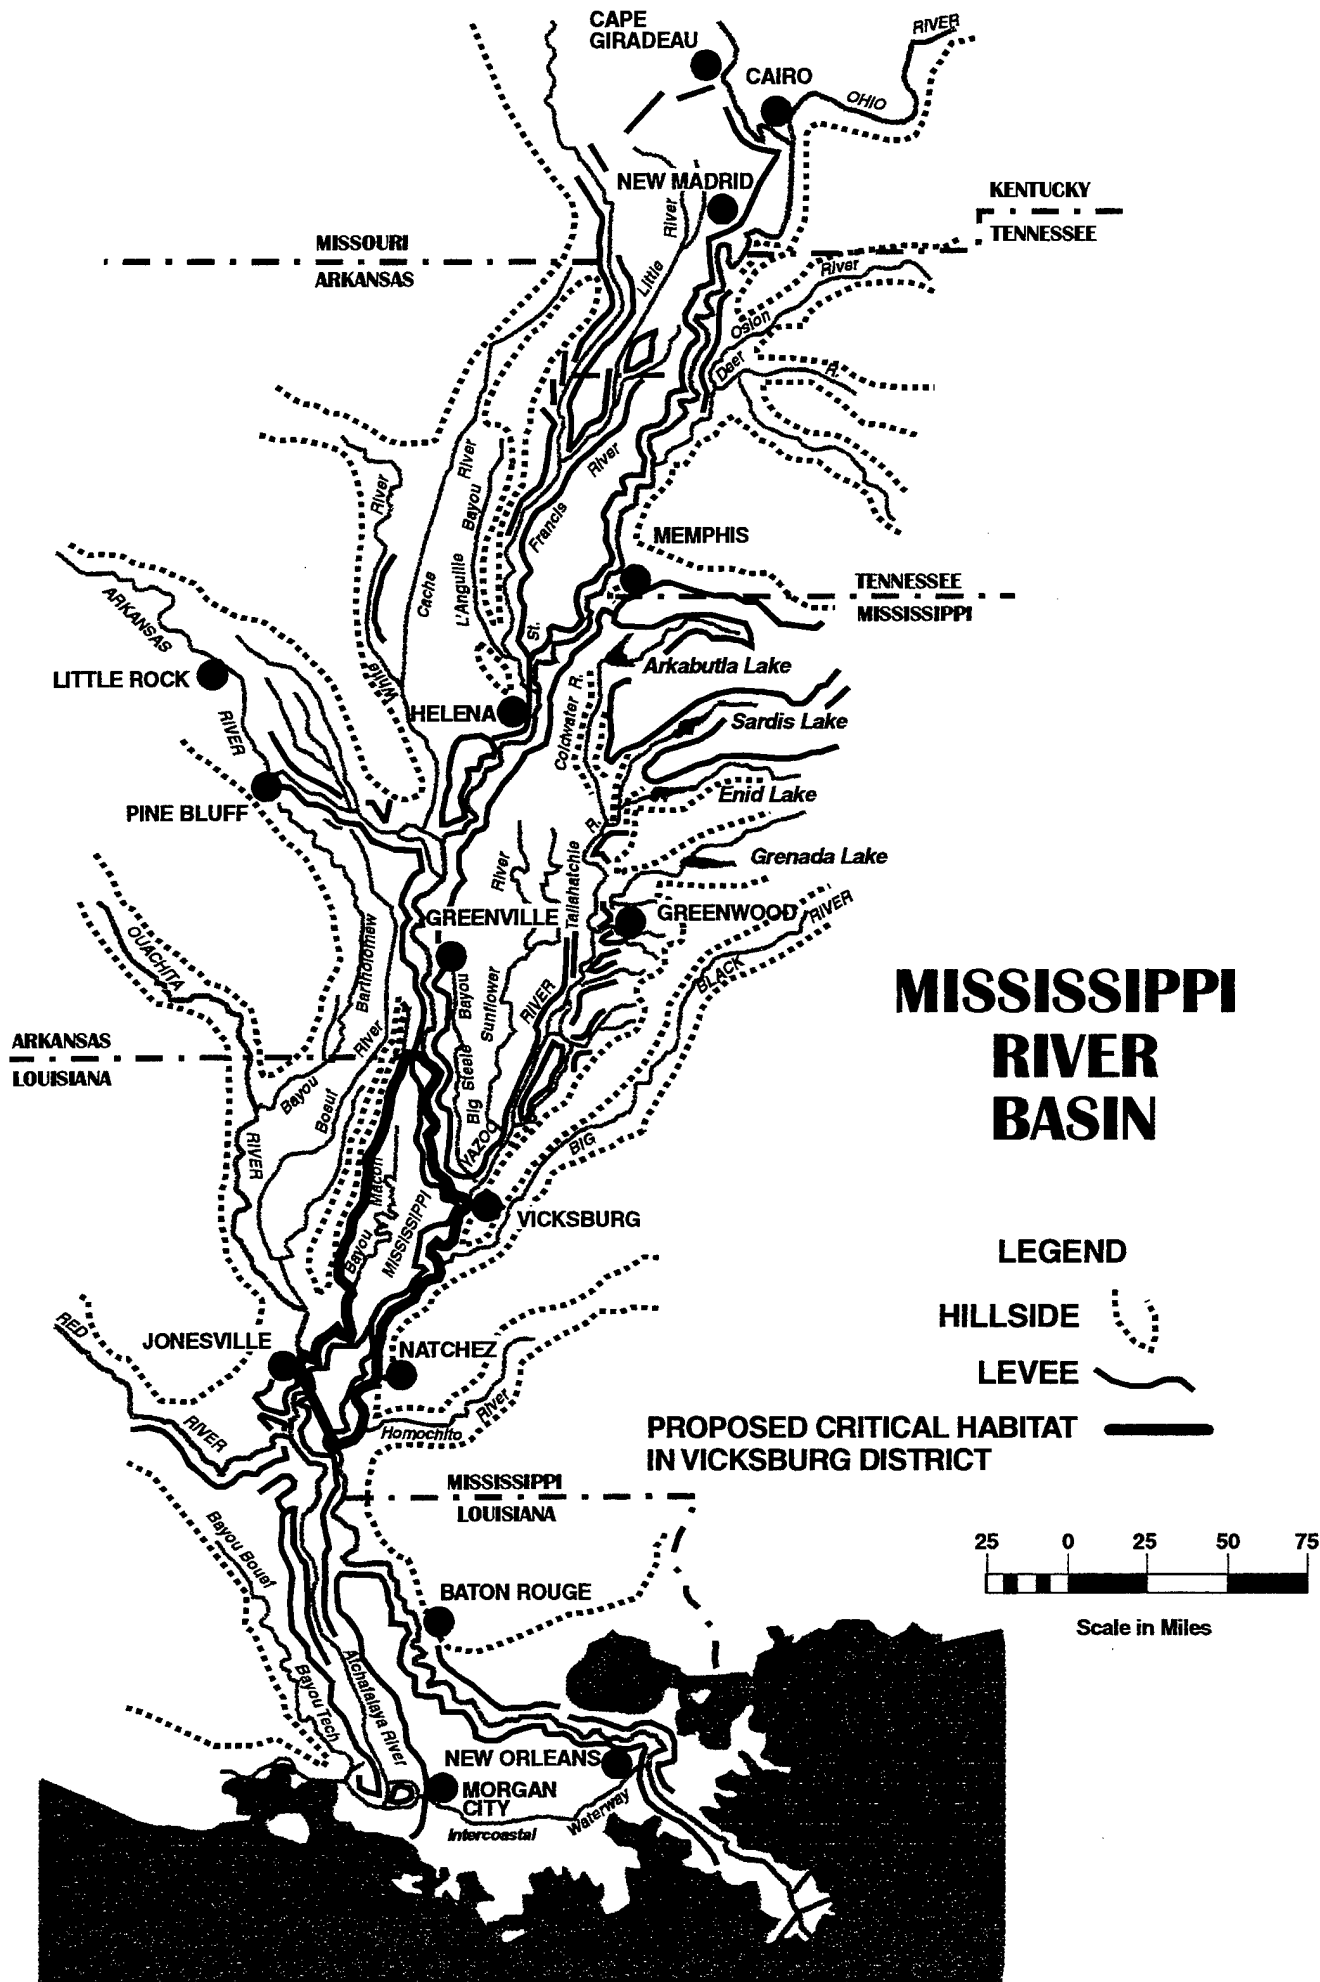 CAPE
GIRADEAU
RIVER
CAIRO
OHIO
NEW MADRID
KENTUCKY
TENNESSEE
River
MISSOURI
ARKANSAS
Little
River
Osion
Deer
R.
River
River
River
Bayou
Francis
MEMPHIS
Cache
L'Anguille
TENNESSEE
MISSISSIPPI
ARKANSAS
St.
Arkabutla Lake
LITTLE ROCK
White
HELENA
Coldwater R.
Sardis Lake
RIVER
Enid Lake
PINE BLUFF
R.
Grenada Lake
River
Tallahatchie
GREENVILLE
GREENWOOD
RIVER
OUACHITA
Bartholomew
BLACK
MISSISSIPPI
RIVER
BASIN
Bayou
Sunflower
RIVER
ARKANSAS
LOUISIANA
River
Steele
Bayou
Boeuf
Big
YAZOO
BIG
RIVER
Macon
Bayou
MISSISSIPPI
VICKSBURG
LEGEND
HILLSIDE
RED
JONESVILLE
NATCHEZ
LEVEE
River
RIVER
Homochito
PROPOSED CRITICAL HABITAT
IN VICKSBURG DISTRICT
MISSISSIPPI
LOUISIANA
Bayou Bouef
25 0 25 50 75
BATON ROUGE
Scale in Miles
Bayou Tech
Atchafalaya River
NEW ORLEANS
MORGAN
CITY
Intercoastal
Waterway